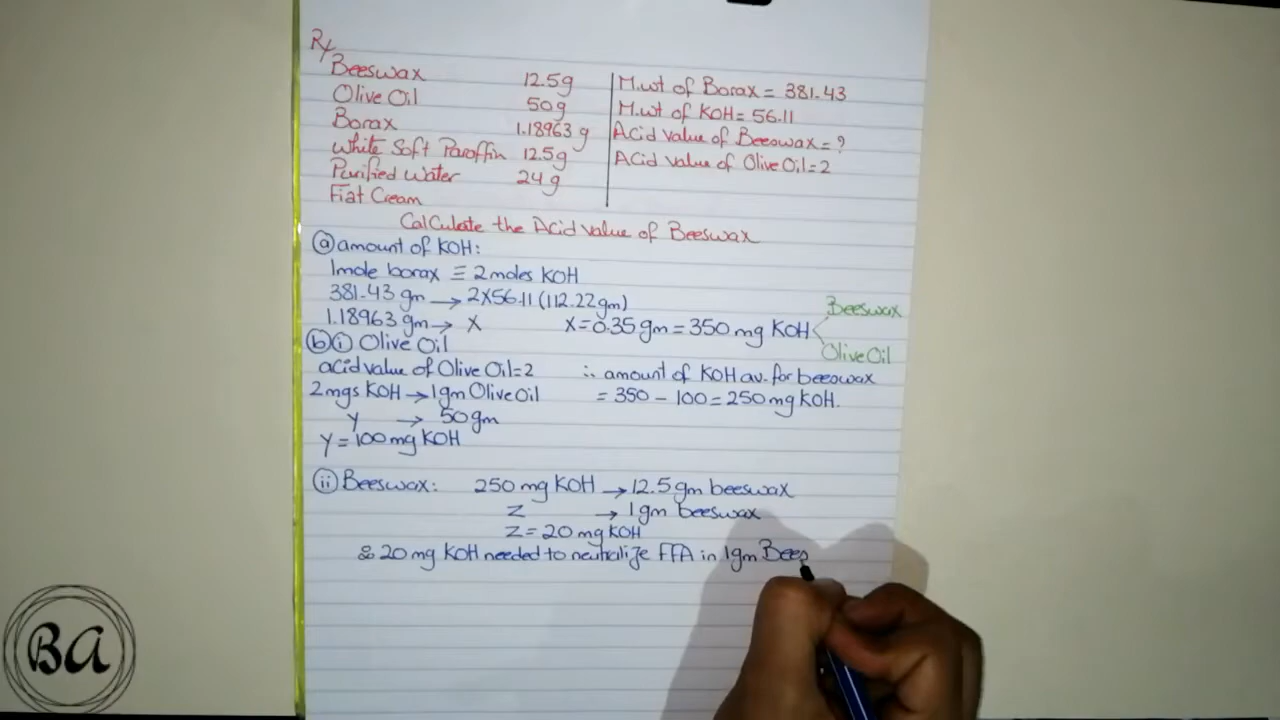 Rx
Beeswax 12.5g
Olive Oil 50g
Borax 1.18963 g
White Soft Paraffin 12.5g
Purified Water 24g
Fiat Cream
M.wt of Borax = 381.43
M.wt of KOH = 56.11
Acid value of Beeswax = ?
Acid value of Olive Oil = 2
Calculate the Acid value of Beeswax
ⓐ amount of KOH:
1mole borax ≡ 2moles KOH
381.43 gm → 2×56.11 (112.22gm)
1.18963 gm → X X = 0.35 gm = 350 mg KOH
Beeswax
Olive Oil
ⓑ ⓘ Olive Oil
acid value of Olive Oil = 2
2mgs KOH → 1gm Olive Oil
y → 50gm
y = 100 mg KOH
∴ amount of KOH av. for beeswax
= 350 - 100 = 250 mg KOH.
(ii) Beeswax: 250 mg KOH → 12.5 gm beeswax
Z → 1gm beeswax
Z = 20 mg KOH
∴ 20 mg KOH needed to neutralize FFA in 1gm Bees
BA